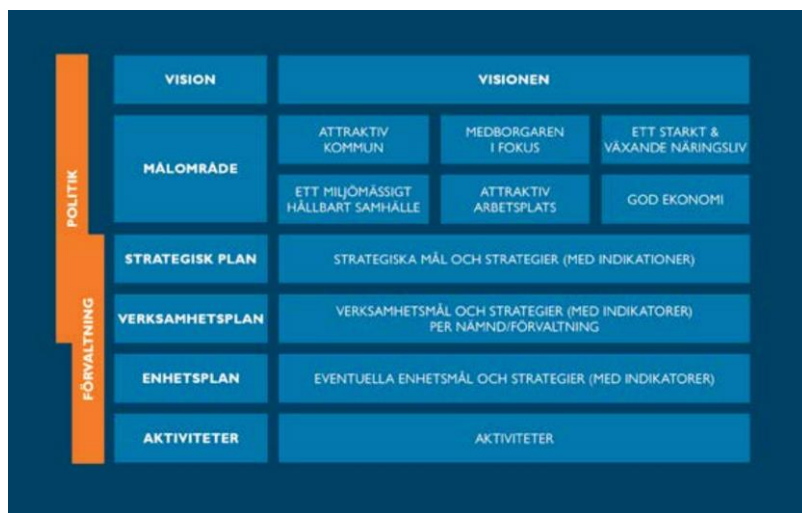 POLITIK
FÖRVALTNING
VISION
VISIONEN
MÅLOMRÅDE
ATTRAKTIV
KOMMUN
MEDBORGAREN
I FOKUS
ETT STARKT &
VÄXANDE NÄRINGSLIV
ETT MILJÖMÄSSIGT
HÅLLBART SAMHÄLLE
ATTRAKTIV
ARBETSPLATS
GOD EKONOMI
STRATEGISK PLAN
STRATEGISKA MÅL OCH STRATEGIER (MED INDIKATIONER)
VERKSAMHETSPLAN
VERKSAMHETSMÅL OCH STRATEGIER (MED INDIKATORER)
PER NÄMND/FÖRVALTNING
ENHETSPLAN
EVENTUELLA ENHETSMÅL OCH STRATEGIER (MED INDIKATORER)
AKTIVITETER
AKTIVITETER